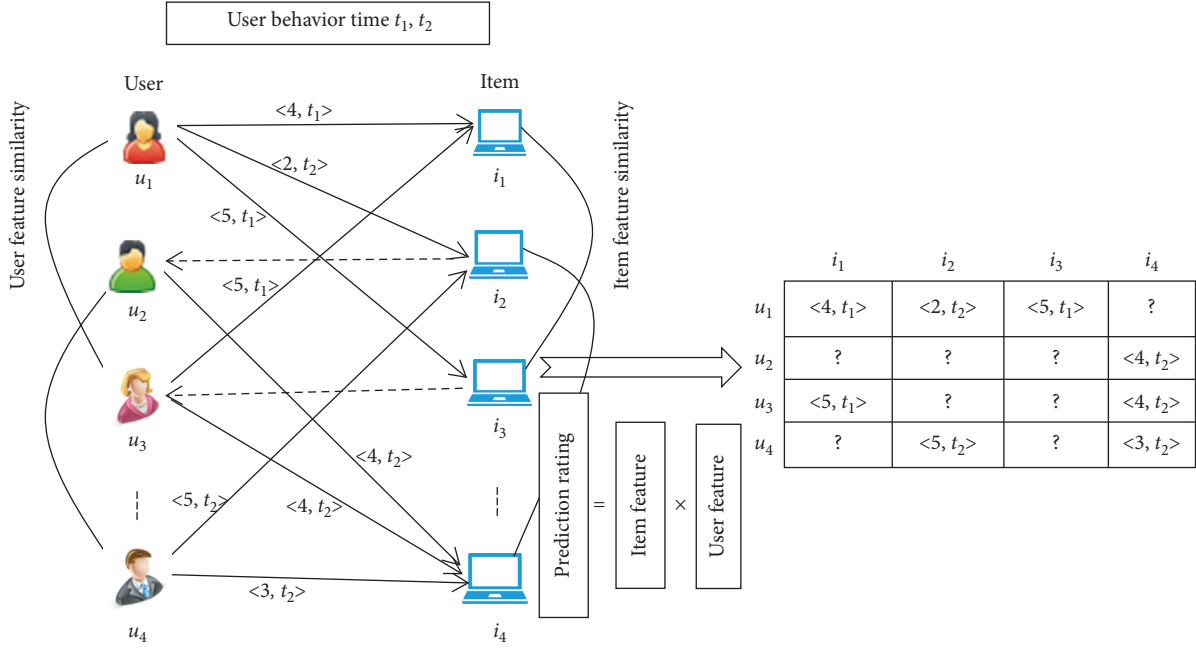 User behavior time t₁, t₂
User
Item
User feature similarity
Item feature similarity
<4, t₁>
<2, t₂>
<5, t₁>
<5, t₁>
<4, t₂>
<5, t₂>
<4, t₂>
<3, t₂>
u₁
u₂
u₃
u₄
i₁
i₂
i₃
i₄
Prediction rating
=
Item feature
×
User feature
i₁ i₂ i₃ i₄
u₁ <4, t₁> <2, t₂> <5, t₁> ?
u₂ ? ? ? <4, t₂>
u₃ <5, t₁> ? ? <4, t₂>
u₄ ? <5, t₂> ? <3, t₂>